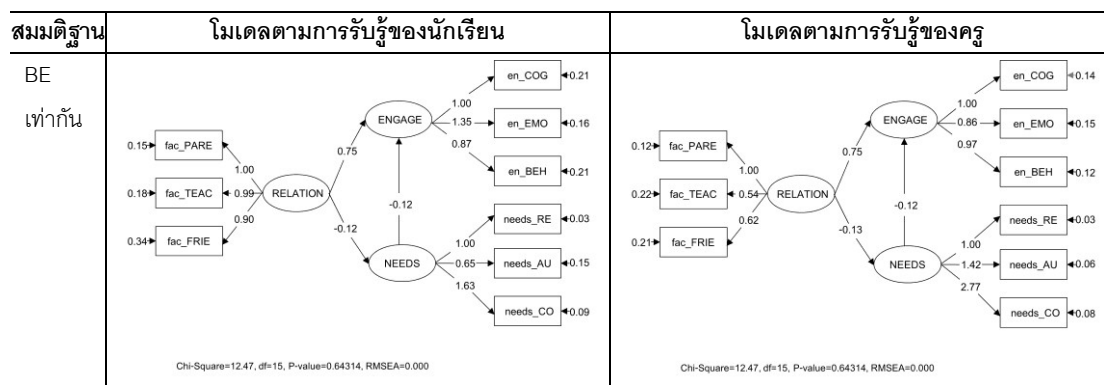 สมมติฐาน
โมเดลตามการรับรู้ของนักเรียน
โมเดลตามการรับรู้ของครู
BE
เท่ากัน
en_COG
0.21
1.00
ENGAGE
1.35
en_EMO
0.16
0.87
en_BEH
0.21
0.15
fac_PARE
1.00
0.75
0.18
fac_TEAC
0.99
RELATION
0.90
0.34
fac_FRIE
-0.12
-0.12
NEEDS
1.00
needs_RE
0.03
0.65
needs_AU
0.15
1.63
needs_CO
0.09
Chi-Square=12.47, df=15, P-value=0.64314, RMSEA=0.000
en_COG
0.14
1.00
ENGAGE
0.86
en_EMO
0.15
0.97
en_BEH
0.12
0.12
fac_PARE
1.00
0.75
0.22
fac_TEAC
0.54
RELATION
0.62
0.21
fac_FRIE
-0.12
-0.13
NEEDS
1.00
needs_RE
0.03
1.42
needs_AU
0.06
2.77
needs_CO
0.08
Chi-Square=12.47, df=15, P-value=0.64314, RMSEA=0.000